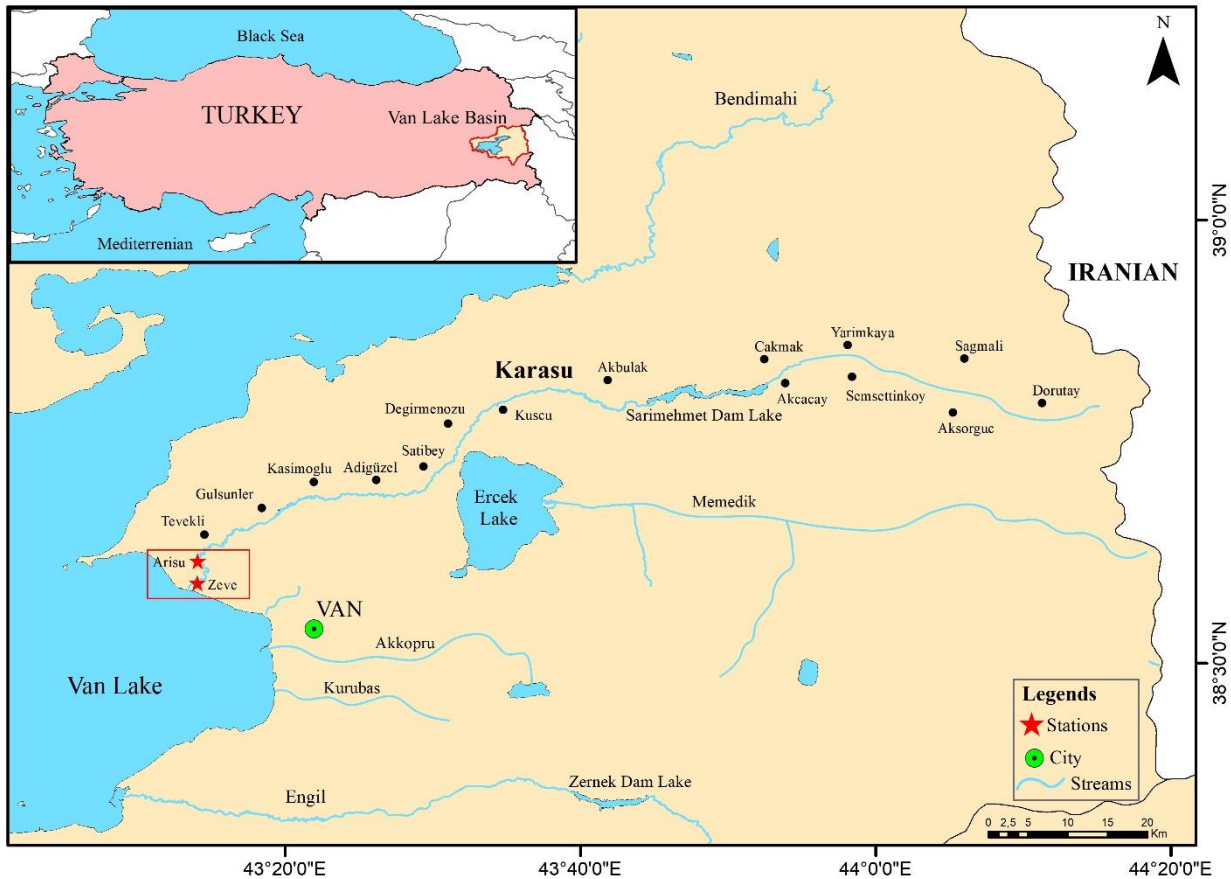 Black Sea
TURKEY
Van Lake Basin
Mediterrenian
N
Bendimahi
39°0'0"N
IRANIAN
Yarimkaya
Cakmak
Sagmali
Akbulak
Karasu
Dorutay
Akcacay
Semsettinkoy
Degirmenozu
Kuscu
Sarimehmet Dam Lake
Aksorguc
Satibey
Kasimoglu
Adigüzel
Gulsunler
Ercek
Lake
Memedik
Tevekli
Arisu
Zeve
VAN
Akkopru
38°30'0"N
Van Lake
Kurubas
Legends
Stations
City
Streams
Zernek Dam Lake
Engil
0 2,5 5 10 15 20
Km
43°20'0"E
43°40'0"E
44°0'0"E
44°20'0"E